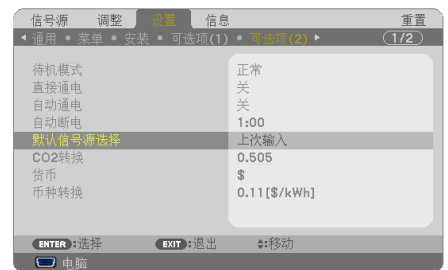 信号源 调整 设置 信息 重置
通用 • 菜单 • 安装 • 可选项(1) • 可选项(2) 1/2
待机模式 正常
直接通电 关
自动通电 关
自动断电 1:00
默认信号源选择 上次输入
CO2转换 0.505
货币 $
币种转换 0.11[$/kWh]
ENTER:选择 EXIT:退出 :移动
电脑